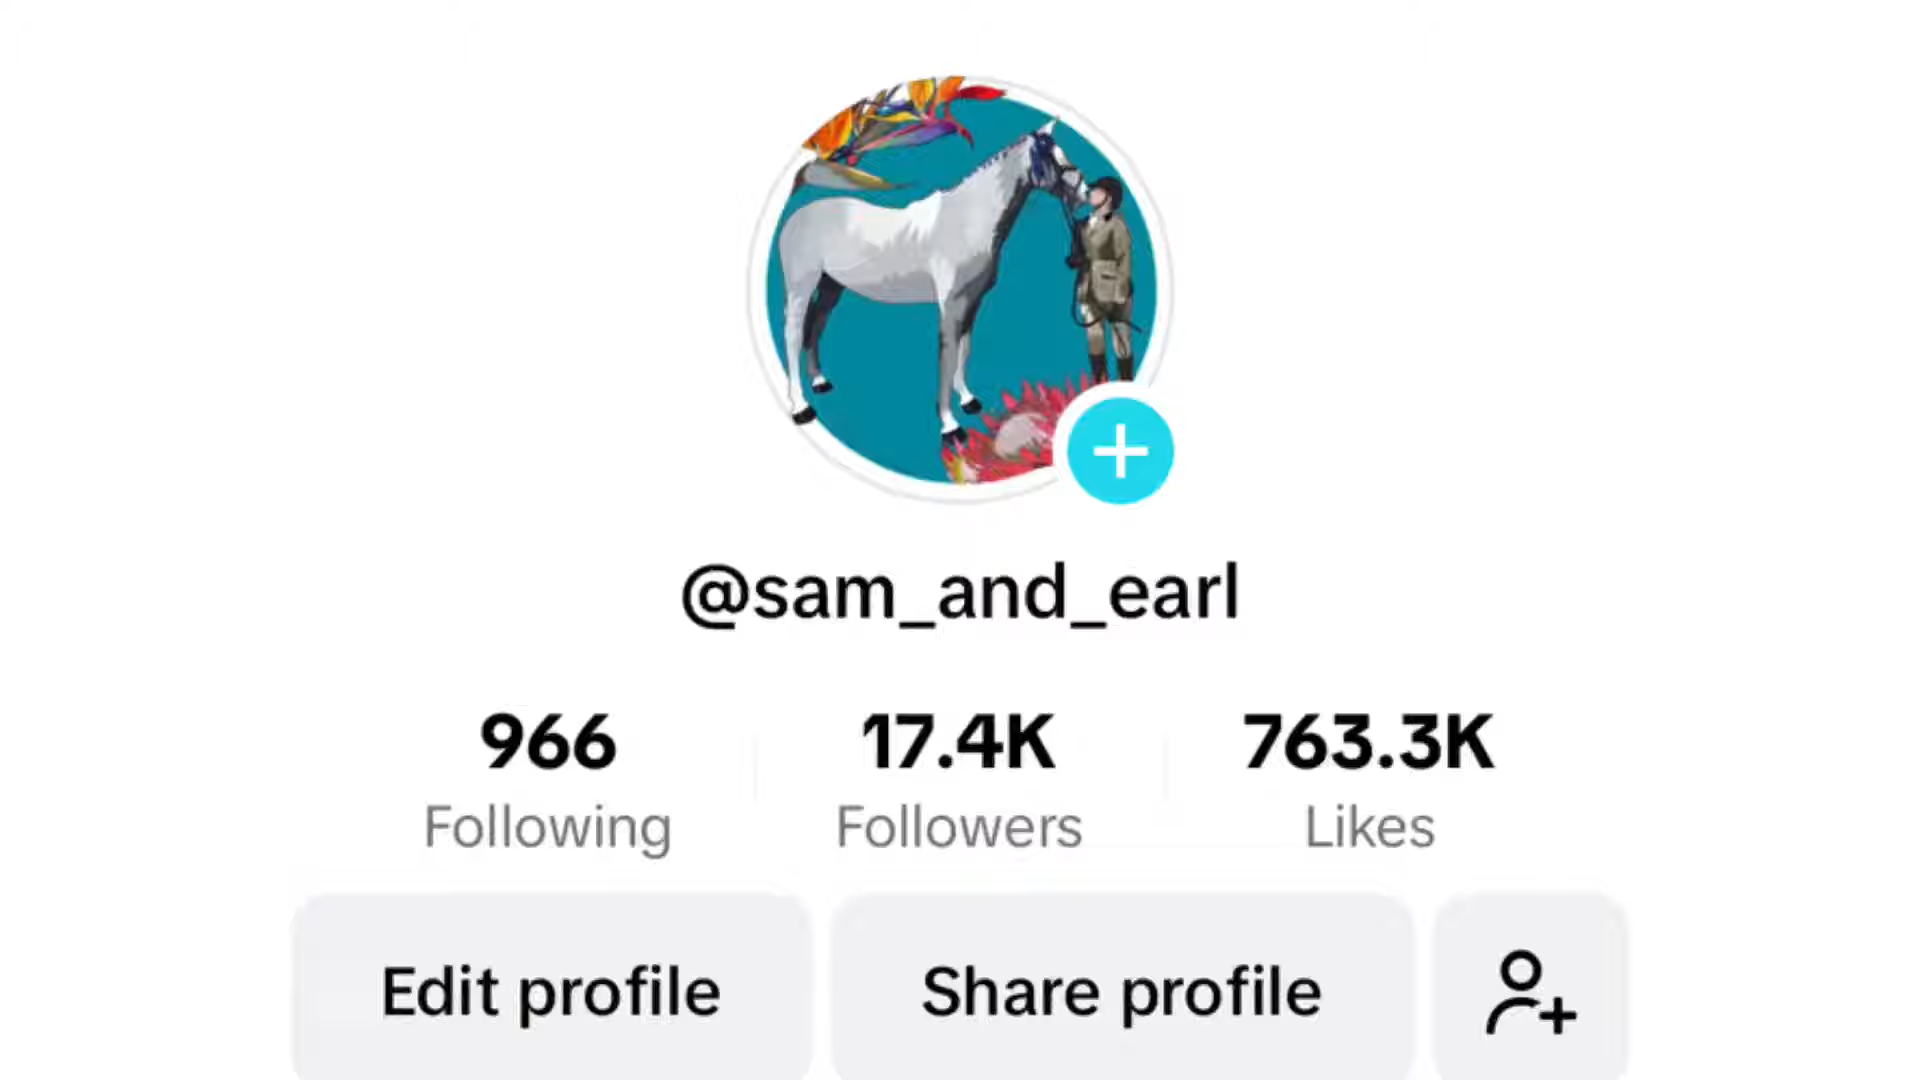 @sam_and_earl
966 17.4K 763.3K
Following Followers Likes
Edit profile Share profile